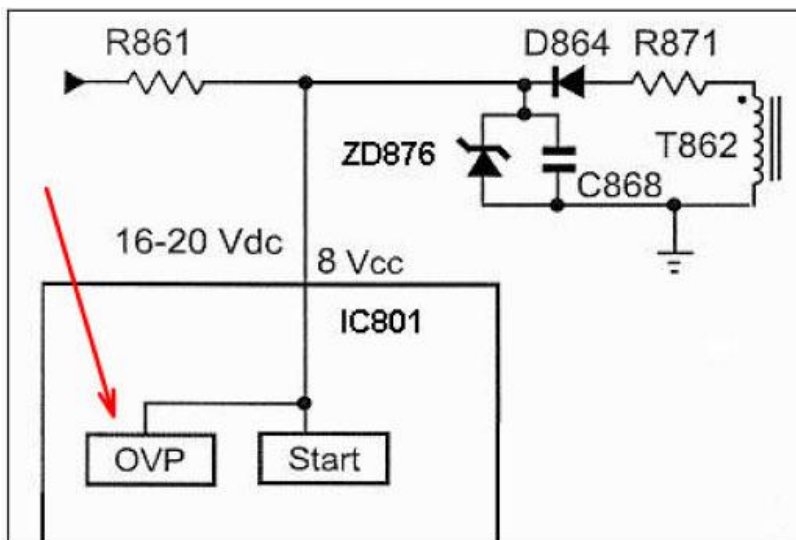 R861
D864
R871
ZD876
T862
C868
16-20 Vdc
8 Vcc
IC801
OVP
Start